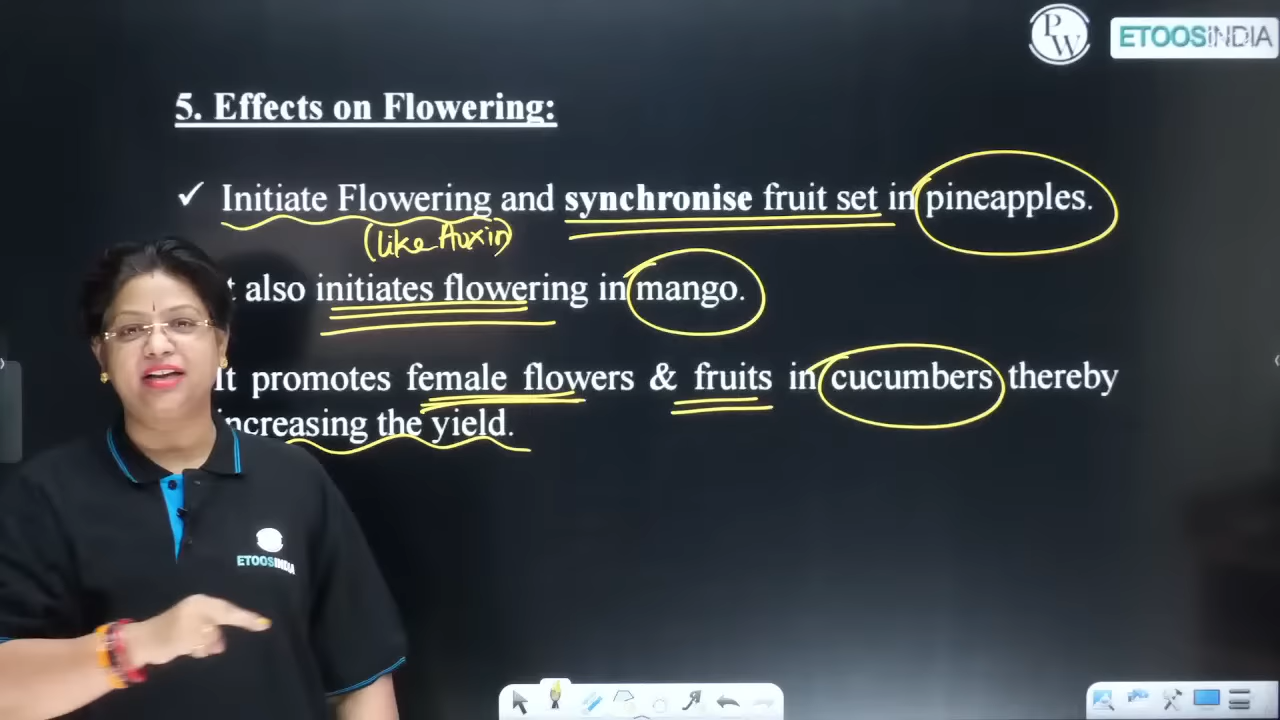 PW
ETOOSINDIA
5. Effects on Flowering:
✓ Initiate Flowering and synchronise fruit set in pineapples.
(like Auxin)
t also initiates flowering in mango.
It promotes female flowers & fruits in cucumbers thereby
ncreasing the yield.
ETOOSINDIA